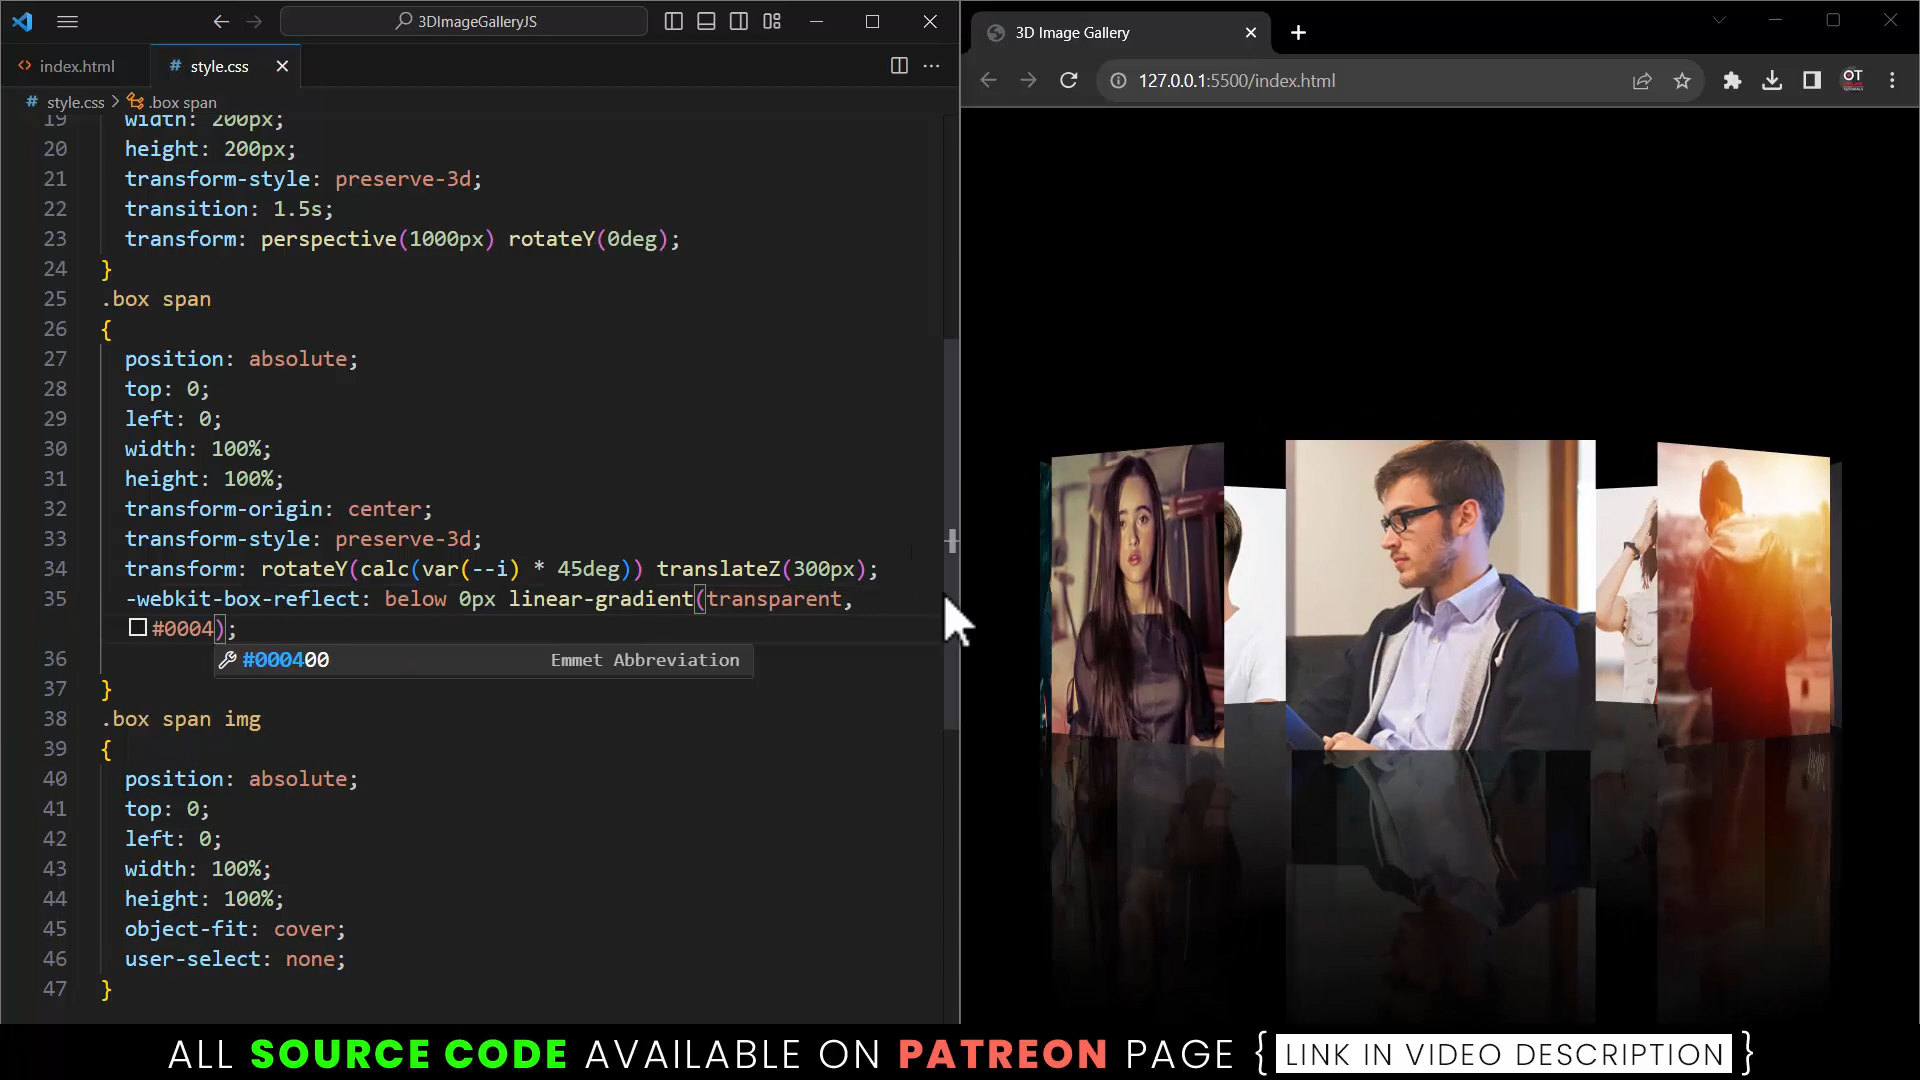 3DImageGalleryJS
index.html
# style.css
# style.css > .box span
19 width: 200px;
20 height: 200px;
21 transform-style: preserve-3d;
22 transition: 1.5s;
23 transform: perspective(1000px) rotateY(0deg);
24 }
25 .box span
26 {
27 position: absolute;
28 top: 0;
29 left: 0;
30 width: 100%;
31 height: 100%;
32 transform-origin: center;
33 transform-style: preserve-3d;
34 transform: rotateY(calc(var(--i) * 45deg)) translateZ(300px);
35 -webkit-box-reflect: below 0px linear-gradient(transparent,
#0004);
#000400 Emmet Abbreviation
36
37 }
38 .box span img
39 {
40 position: absolute;
41 top: 0;
42 left: 0;
43 width: 100%;
44 height: 100%;
45 object-fit: cover;
46 user-select: none;
47 }
3D Image Gallery
127.0.0.1:5500/index.html
OT
ALL SOURCE CODE AVAILABLE ON PATREON PAGE { LINK IN VIDEO DESCRIPTION }